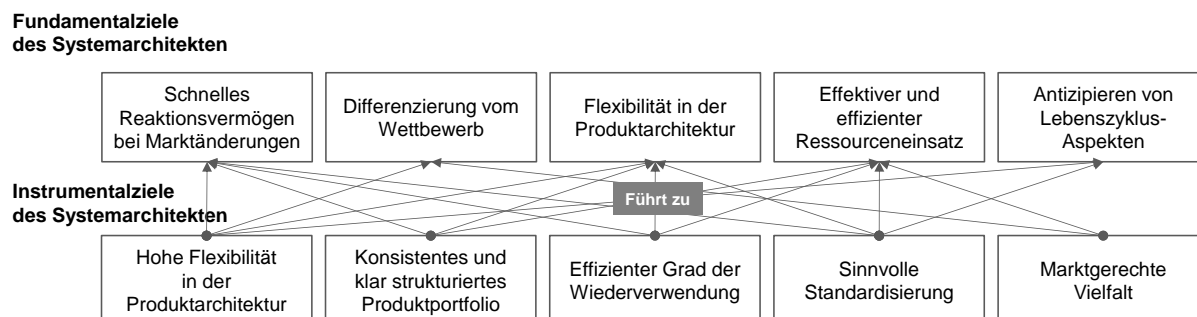 Fundamentalziele
des Systemarchitekten
Schnelles
Reaktionsvermögen
bei Marktänderungen
Differenzierung vom
Wettbewerb
Flexibilität in der
Produktarchitektur
Effektiver und
effizienter
Ressourceneinsatz
Antizipieren von
Lebenszyklus-
Aspekten
Instrumentalziele
des Systemarchitekten
Führt zu
Hohe Flexibilität
in der
Produktarchitektur
Konsistentes und
klar strukturiertes
Produktportfolio
Effizienter Grad der
Wiederverwendung
Sinnvolle
Standardisierung
Marktgerechte
Vielfalt